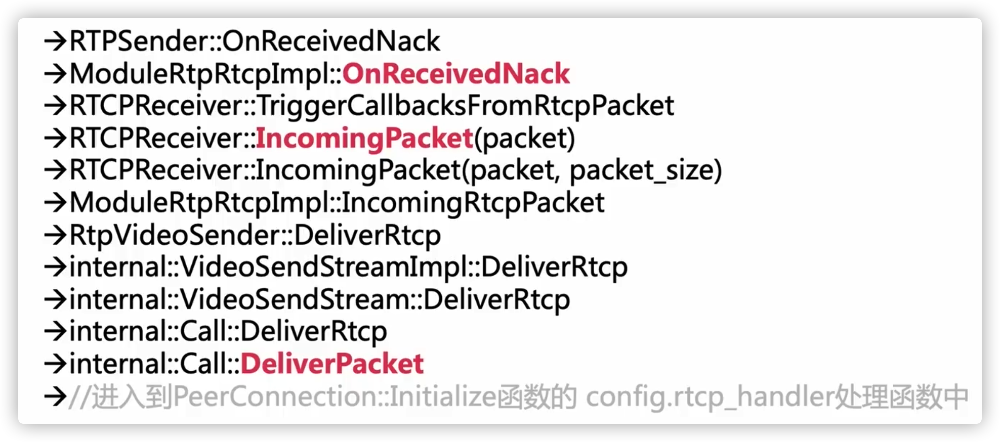 →RTPSender::OnReceivedNack
→ModuleRtpRtcpImpl::OnReceivedNack
→RTCPReceiver::TriggerCallbacksFromRtcpPacket
→RTCPReceiver::IncomingPacket(packet)
→RTCPReceiver::IncomingPacket(packet, packet_size)
→ModuleRtpRtcpImpl::IncomingRtcpPacket
→RtpVideoSender::DeliverRtcp
→internal::VideoSendStreamImpl::DeliverRtcp
→internal::VideoSendStream::DeliverRtcp
→internal::Call::DeliverRtcp
→internal::Call::DeliverPacket
→//进入到PeerConnection::Initialize函数的 config.rtcp_handler处理函数中